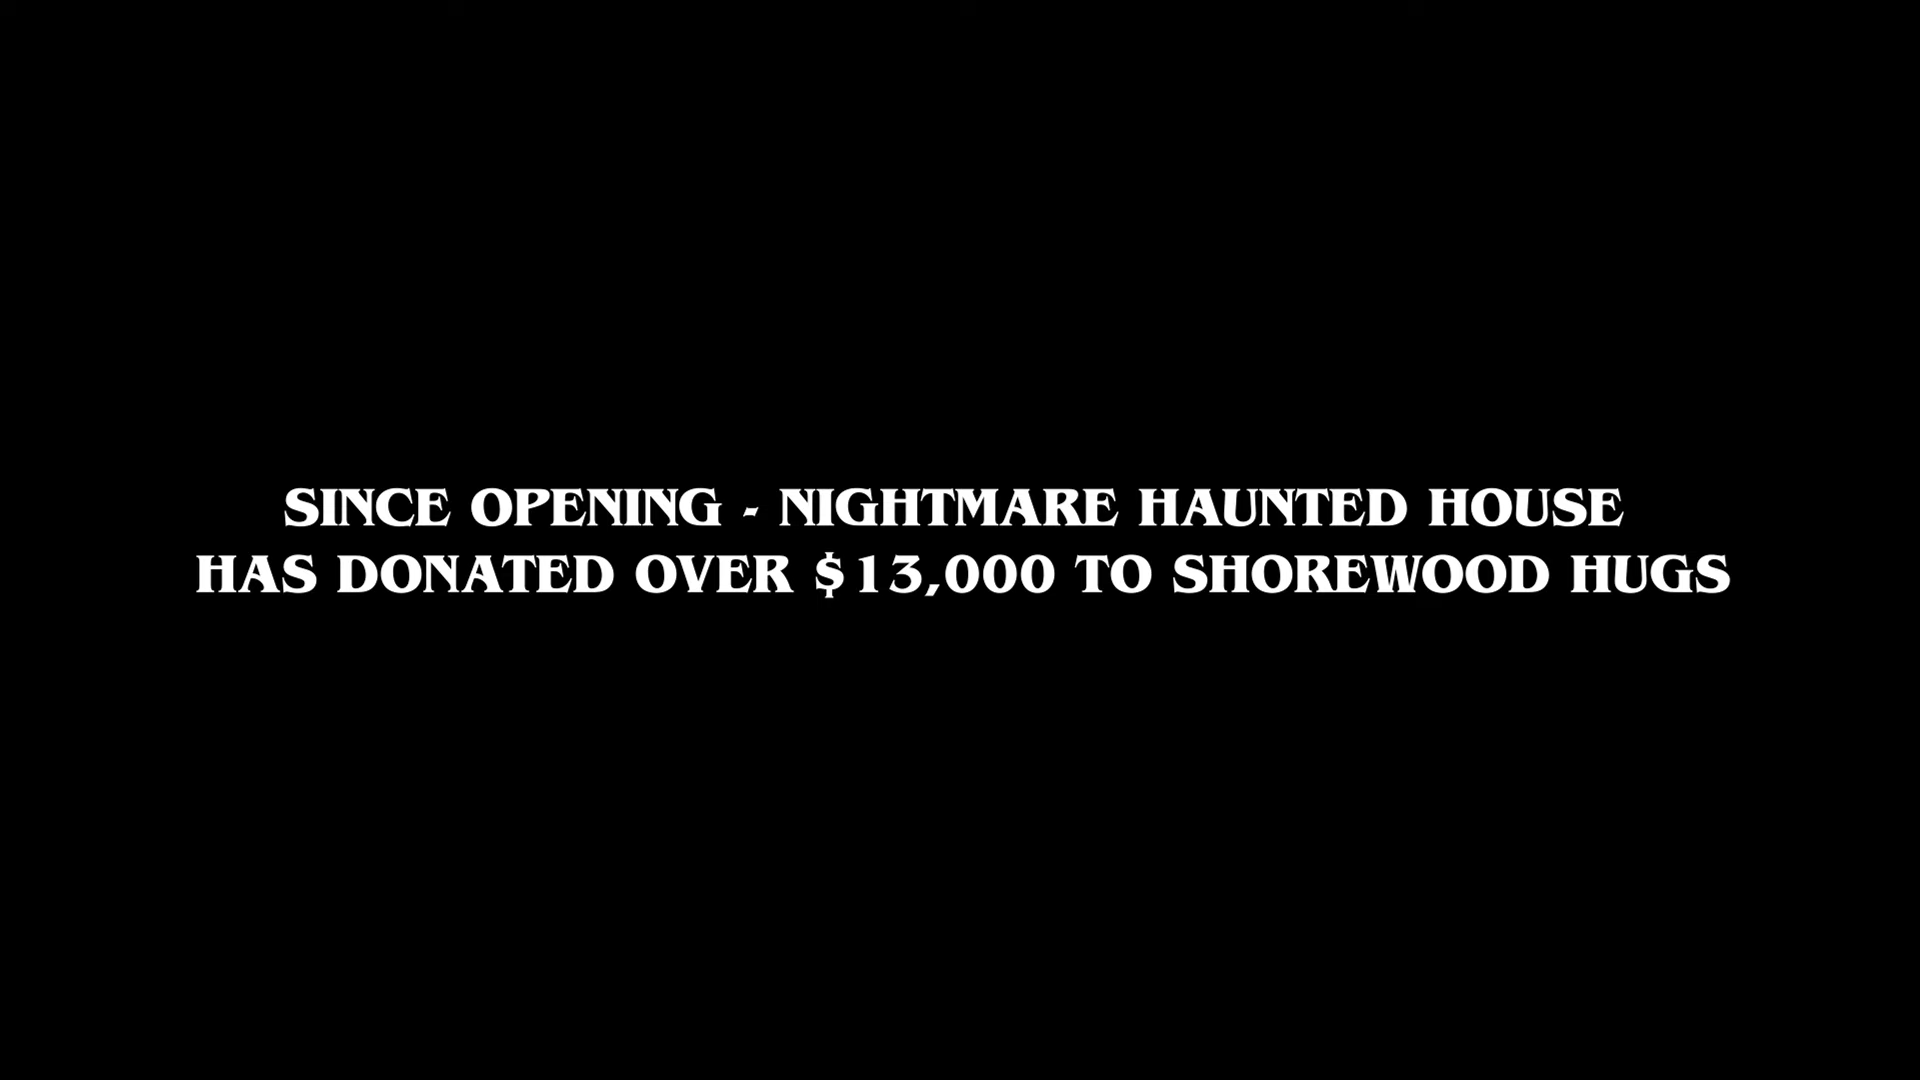 SINCE OPENING - NIGHTMARE HAUNTED HOUSE
HAS DONATED OVER $13,000 TO SHOREWOOD HUGS